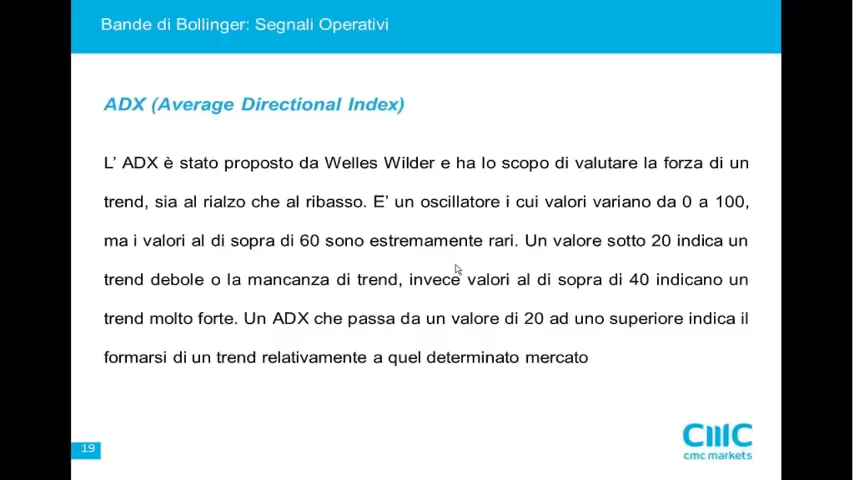 Bande di Bollinger: Segnali Operativi
ADX (Average Directional Index)
L' ADX è stato proposto da Welles Wilder e ha lo scopo di valutare la forza di un
trend, sia al rialzo che al ribasso. E' un oscillatore i cui valori variano da 0 a 100,
ma i valori al di sopra di 60 sono estremamente rari. Un valore sotto 20 indica un
trend debole o la mancanza di trend, invece valori al di sopra di 40 indicano un
trend molto forte. Un ADX che passa da un valore di 20 ad uno superiore indica il
formarsi di un trend relativamente a quel determinato mercato
CMC
cmc markets
19